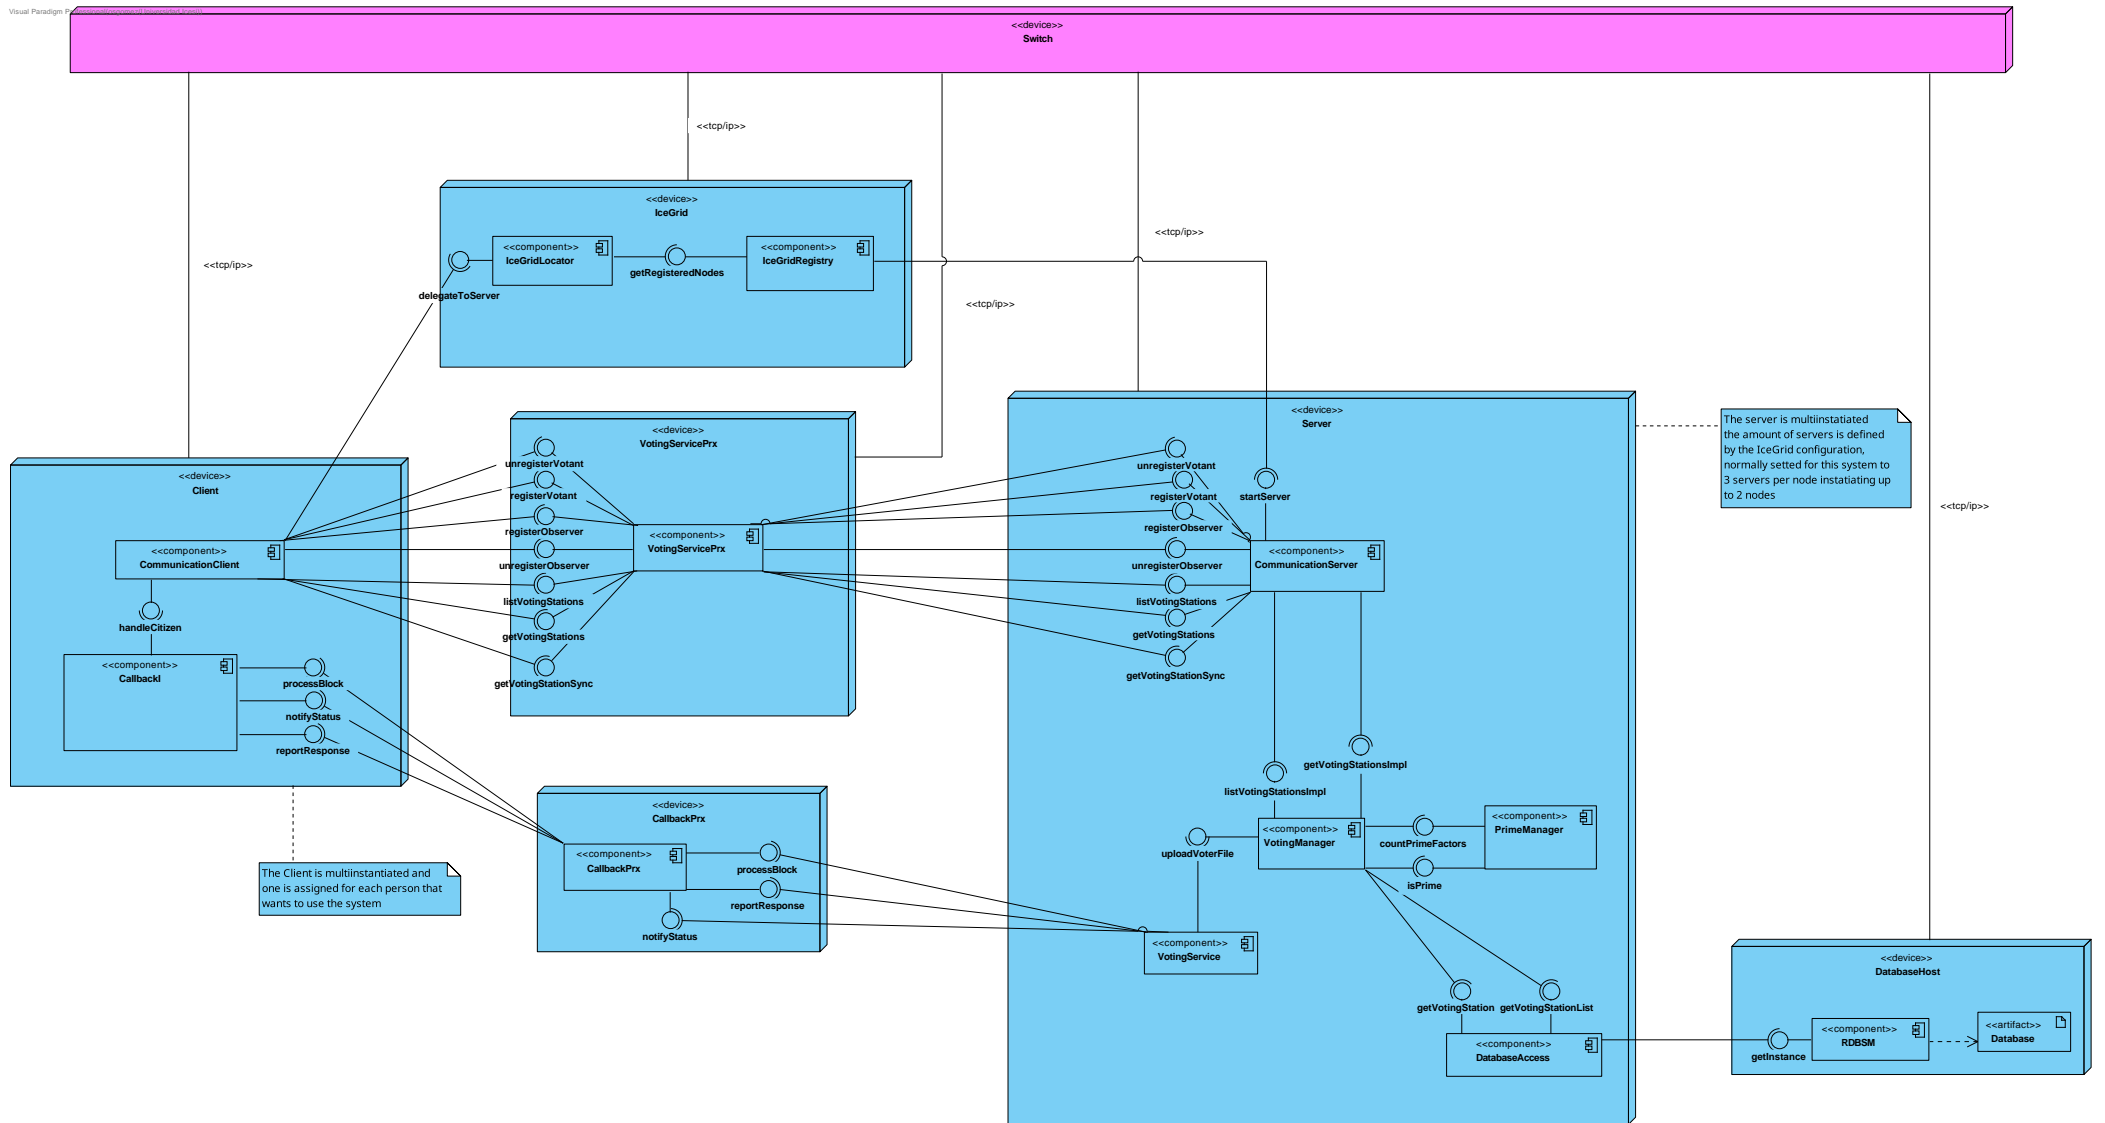 Visual Paradigm
<<device>>
Switch
<<tcp/ip>>
<<device>>
IceGrid
<<component>>
IceGridLocator
getRegisteredNodes
<<component>>
IceGridRegistry
delegateToServer
<<tcp/ip>>
<<tcp/ip>>
<<tcp/ip>>
<<tcp/ip>>
<<device>>
Client
<<component>>
CommunicationClient
handleCitizen
<<component>>
CallbackI
processBlock
notifyStatus
reportResponse
The Client is multiinstantiated and
one is assigned for each person that
wants to use the system
<<device>>
VotingServicePrx
unregisterVotant
registerVotant
registerObserver
unregisterObserver
listVotingStations
getVotingStations
getVotingStationSync
<<component>>
VotingServicePrx
<<device>>
CallbackPrx
<<component>>
CallbackPrx
processBlock
reportResponse
notifyStatus
<<device>>
Server
unregisterVotant
registerVotant
registerObserver
unregisterObserver
listVotingStations
getVotingStations
getVotingStationSync
startServer
<<component>>
CommunicationServer
getVotingStationsImpl
listVotingStationsImpl
uploadVoterFile
<<component>>
VotingManager
countPrimeFactors
isPrime
<<component>>
PrimeManager
<<component>>
VotingService
getVotingStation
getVotingStationList
<<component>>
DatabaseAccess
The server is multiinstatiated
the amount of servers is defined
by the IceGrid configuration,
normally setted for this system to
3 servers per node instatiating up
to 2 nodes
<<device>>
DatabaseHost
getInstance
<<component>>
RDBSM
<<artifact>>
Database